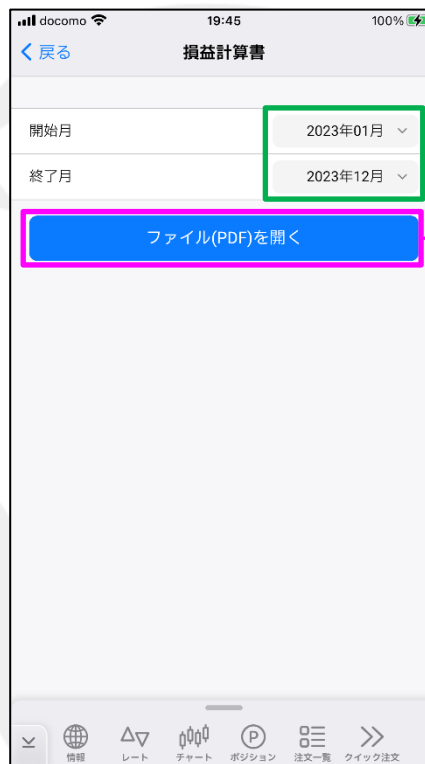 docomo 19:45 100%
戻る 損益計算書
開始月 2023年01月
終了月 2023年12月
ファイル(PDF)を開く
情報 レート チャート P ポジション 注文一覧 クイック注文